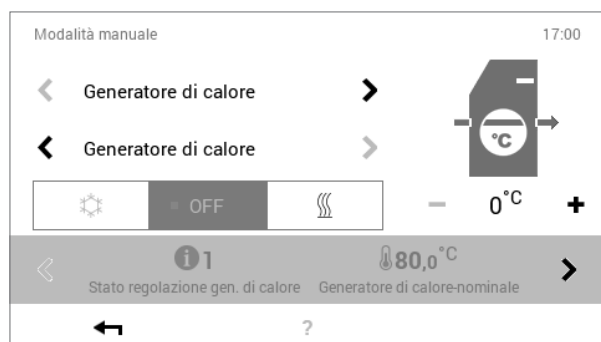 Modalità manuale 17:00
Generatore di calore
°C
Generatore di calore
OFF 0°C
1 80,0°C
Stato regolazione gen. di calore Generatore di calore-nominale
?